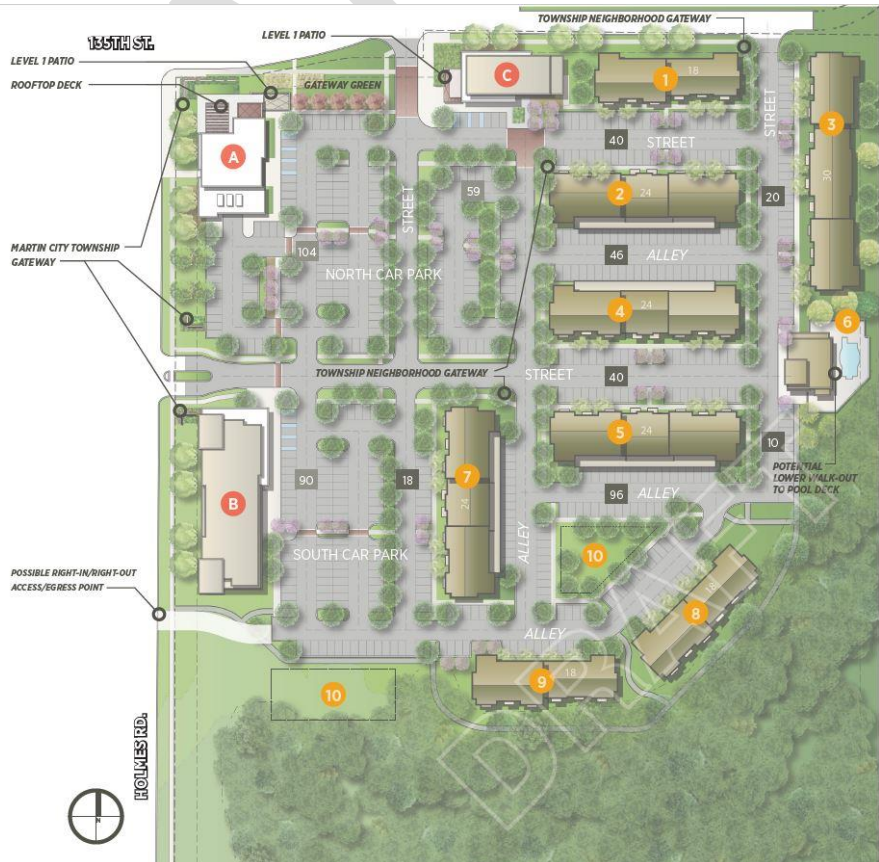 135TH ST.
LEVEL 1 PATIO
TOWNSHIP NEIGHBORHOOD GATEWAY
LEVEL 1 PATIO
ROOFTOP DECK
GATEWAY GREEN
A
C
1
18
STREET
40
STREET
3
30
2
24
20
59
STREET
MARTIN CITY TOWNSHIP
GATEWAY
104
NORTH CAR PARK
46
ALLEY
4
24
6
TOWNSHIP NEIGHBORHOOD GATEWAY
STREET
40
5
24
10
POTENTIAL
LOWER WALK-OUT
TO POOL DECK
B
90
18
7
24
96
ALLEY
SOUTH CAR PARK
ALLEY
10
POSSIBLE RIGHT-IN/RIGHT-OUT
ACCESS/EGRESS POINT
ALLEY
8
18
9
18
10
HOLMES RD.
N
DRAFT